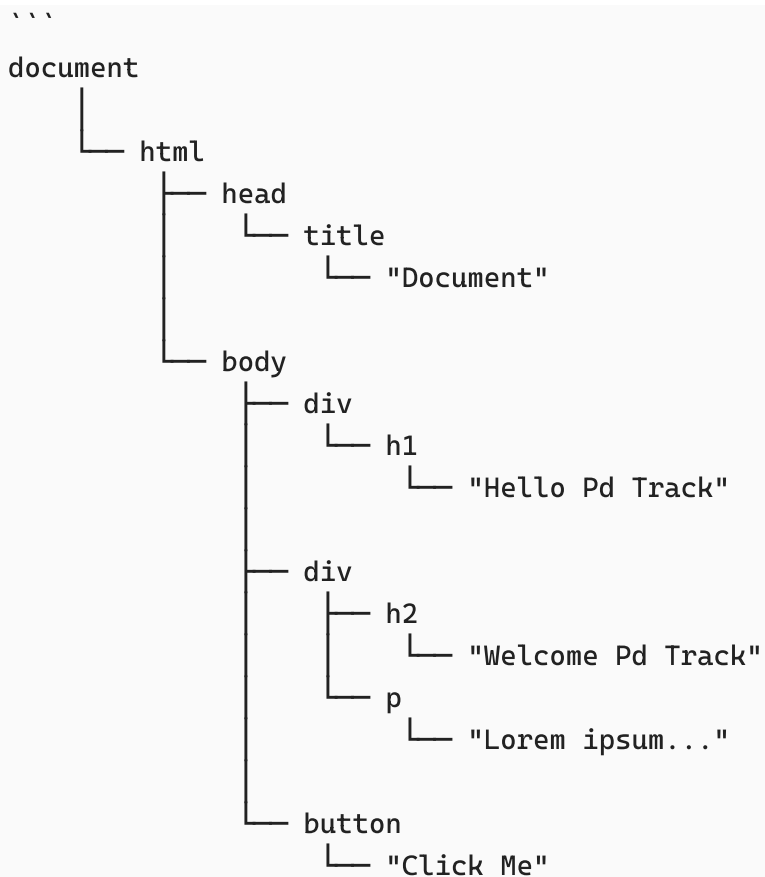 ```
document
html
head
title
"Document"
body
div
h1
"Hello Pd Track"
div
h2
"Welcome Pd Track"
p
"Lorem ipsum..."
button
"Click Me"